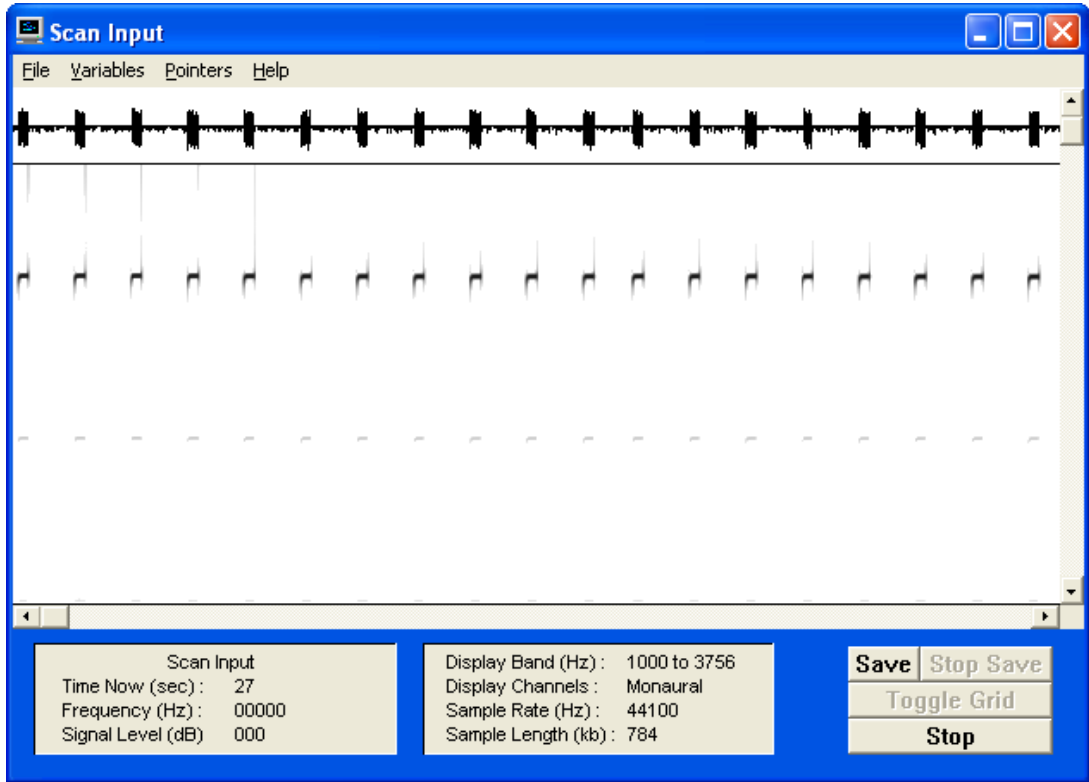 Scan Input
File Variables Pointers Help
Scan Input
Time Now (sec) : 27
Frequency (Hz) : 00000
Signal Level (dB) 000
Display Band (Hz) : 1000 to 3756
Display Channels : Monaural
Sample Rate (Hz) : 44100
Sample Length (kb) : 784
Save Stop Save
Toggle Grid
Stop